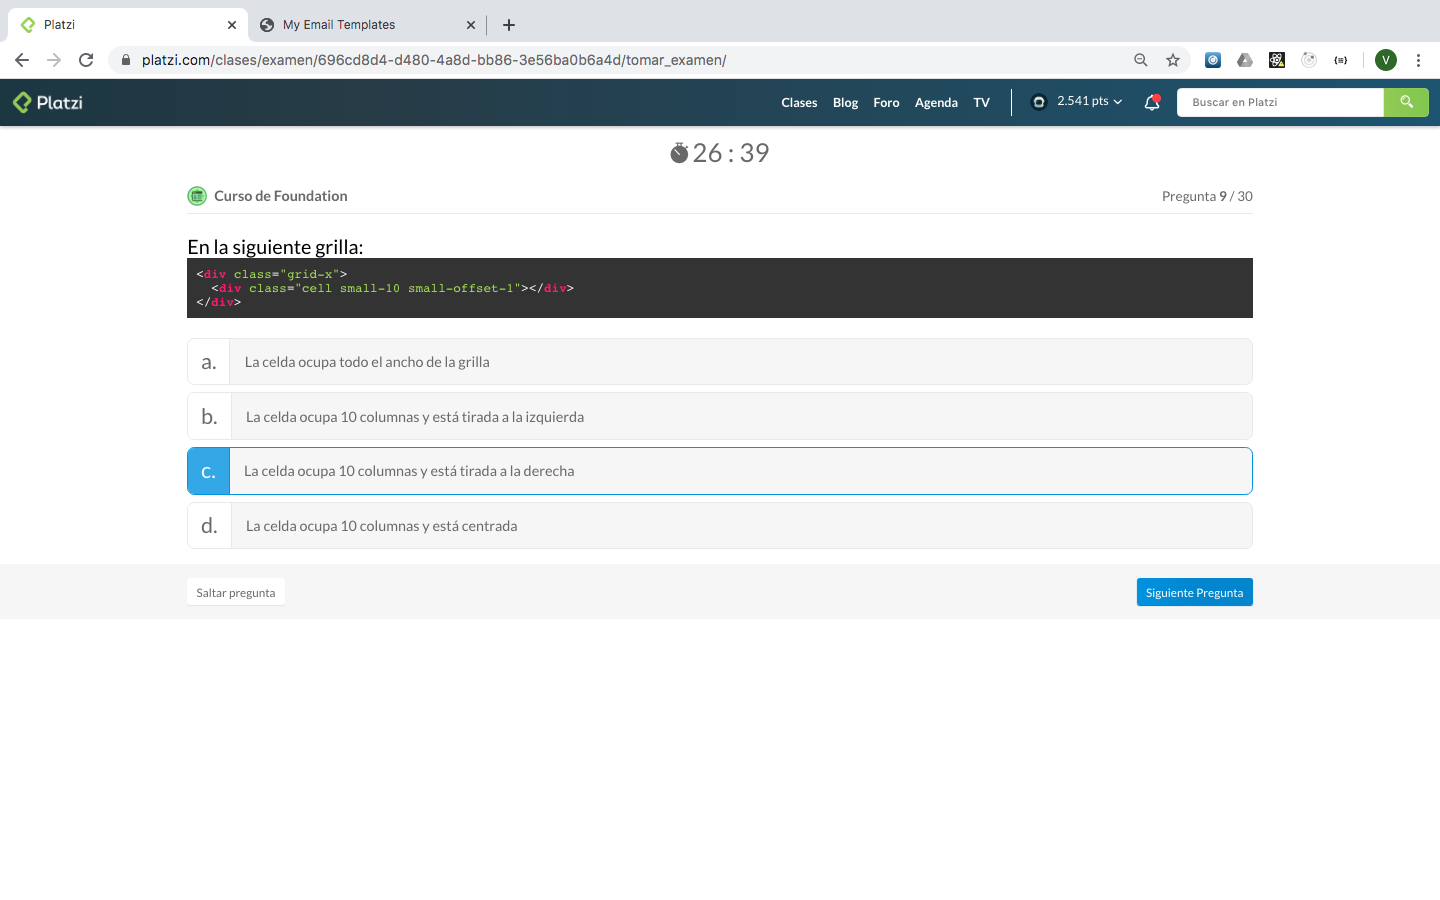 Platzi
My Email Templates
platzi.com/clases/examen/696cd8d4-d480-4a8d-bb86-3e56ba0b6a4d/tomar_examen/
V
Platzi
Clases
Blog
Foro
Agenda
TV
2.541 pts
Buscar en Platzi
26 : 39
Curso de Foundation
Pregunta 9 / 30
En la siguiente grilla:
<div class="grid-x">
  <div class="cell small-10 small-offset-1"></div>
</div>
a. La celda ocupa todo el ancho de la grilla
b. La celda ocupa 10 columnas y está tirada a la izquierda
c. La celda ocupa 10 columnas y está tirada a la derecha
d. La celda ocupa 10 columnas y está centrada
Saltar pregunta
Siguiente Pregunta